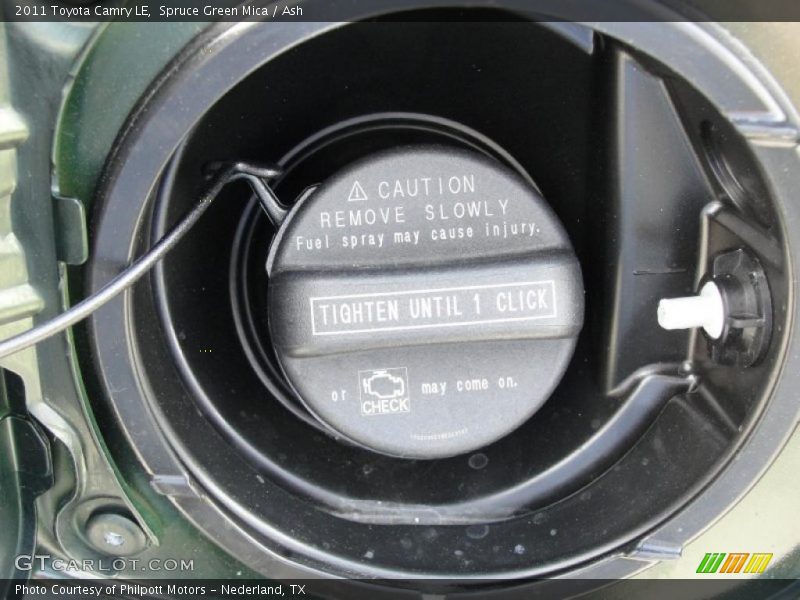 2011 Toyota Camry LE,  Spruce Green Mica / Ash
CAUTION
REMOVE SLOWLY
Fuel spray may cause injury.
TIGHTEN UNTIL 1 CLICK
or CHECK may come on.
GTCARLOT.COM
Photo Courtesy of Philpott Motors - Nederland, TX